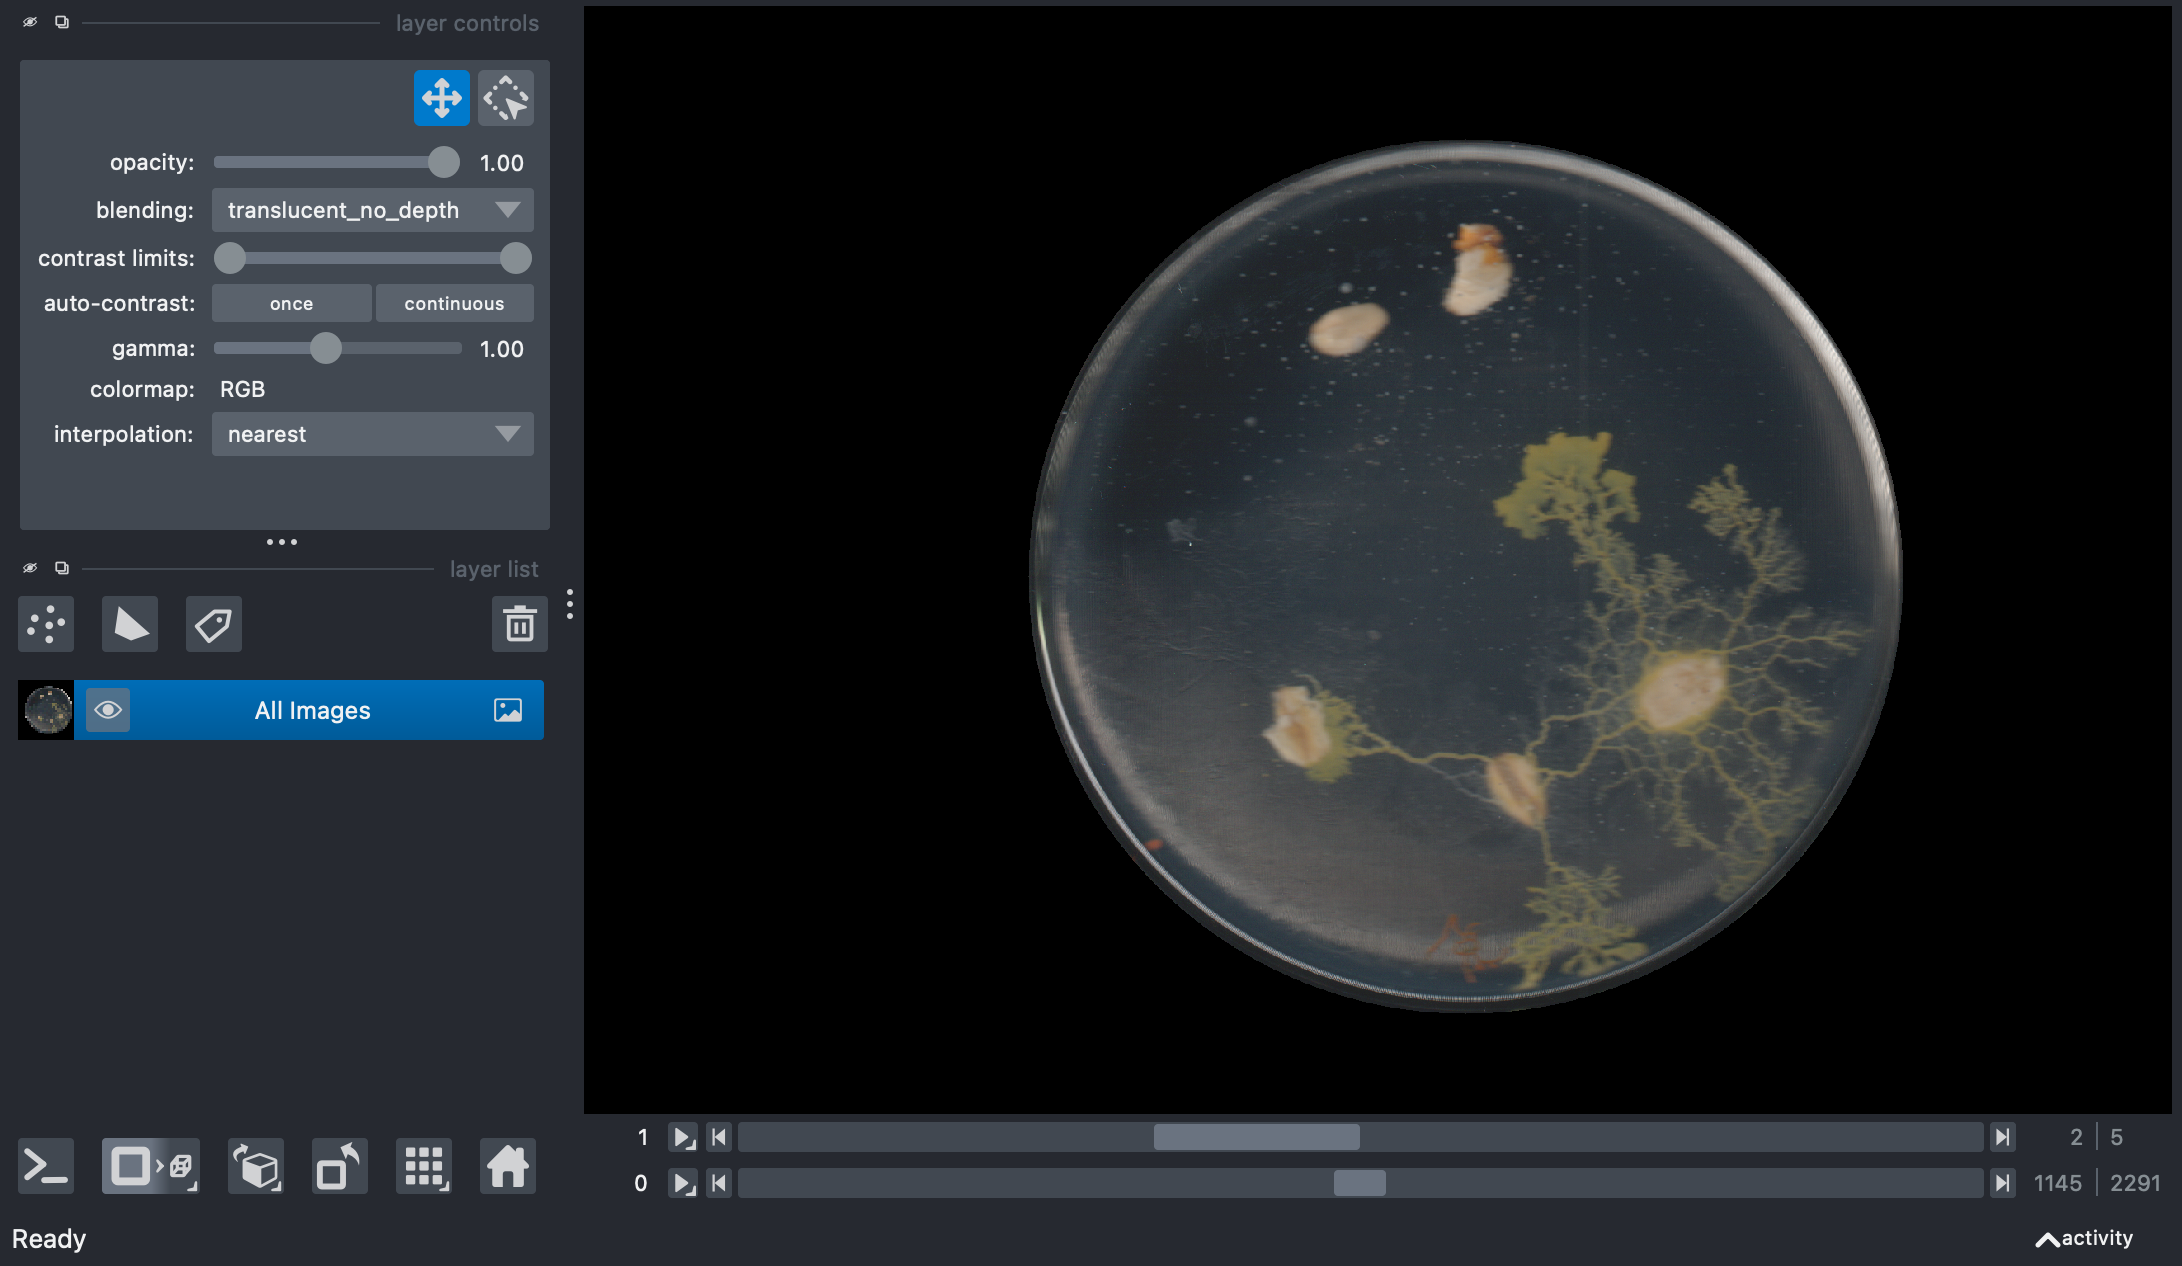 layer controls
opacity: 1.00
blending: translucent_no_depth
contrast limits:
auto-contrast: once continuous
gamma: 1.00
colormap: RGB
interpolation: nearest
layer list
All Images
1 2 | 5
0 1145 | 2291
Ready
activity